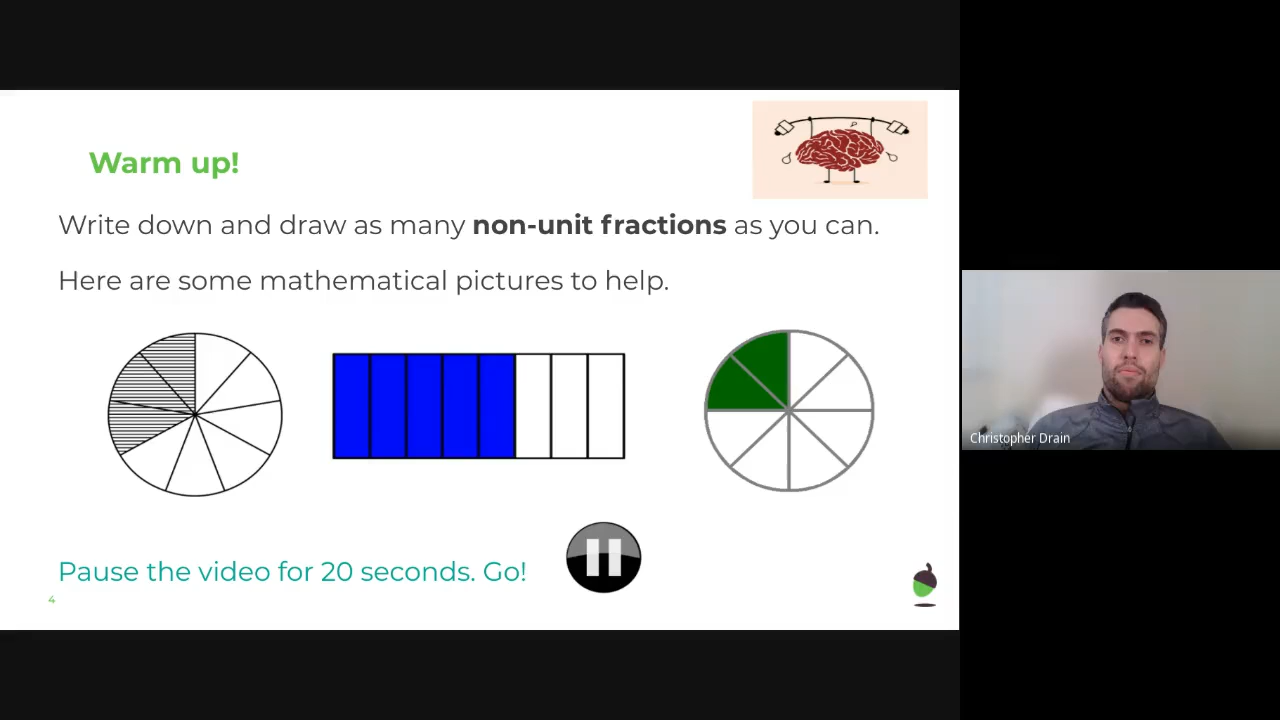 Warm up!
Write down and draw as many non-unit fractions as you can.
Here are some mathematical pictures to help.
Christopher Drain
Pause the video for 20 seconds. Go!
4